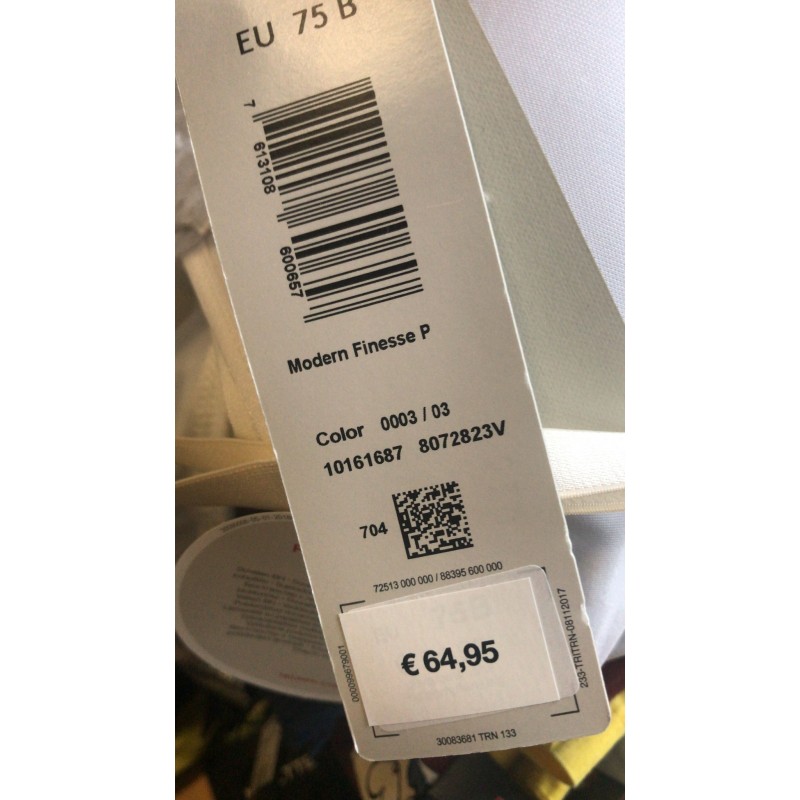 EU 75 B
7 613108 600657
Modern Finesse P
Color 0003 / 03
10161687 8072823V
704
72513 000 000 / 88395 600 000
€ 64,95
000089679001
233-TRITRN-08112017
30083681 TRN 133